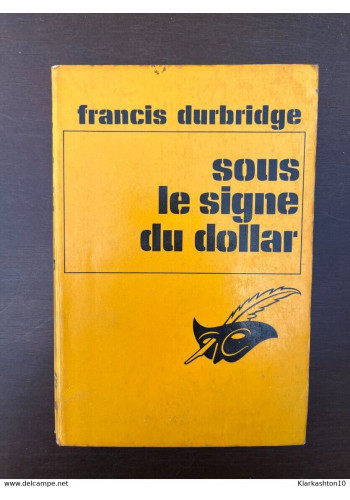 francis durbridge
sous
le signe
du dollar
www.delcampe.net
Klarkashton10